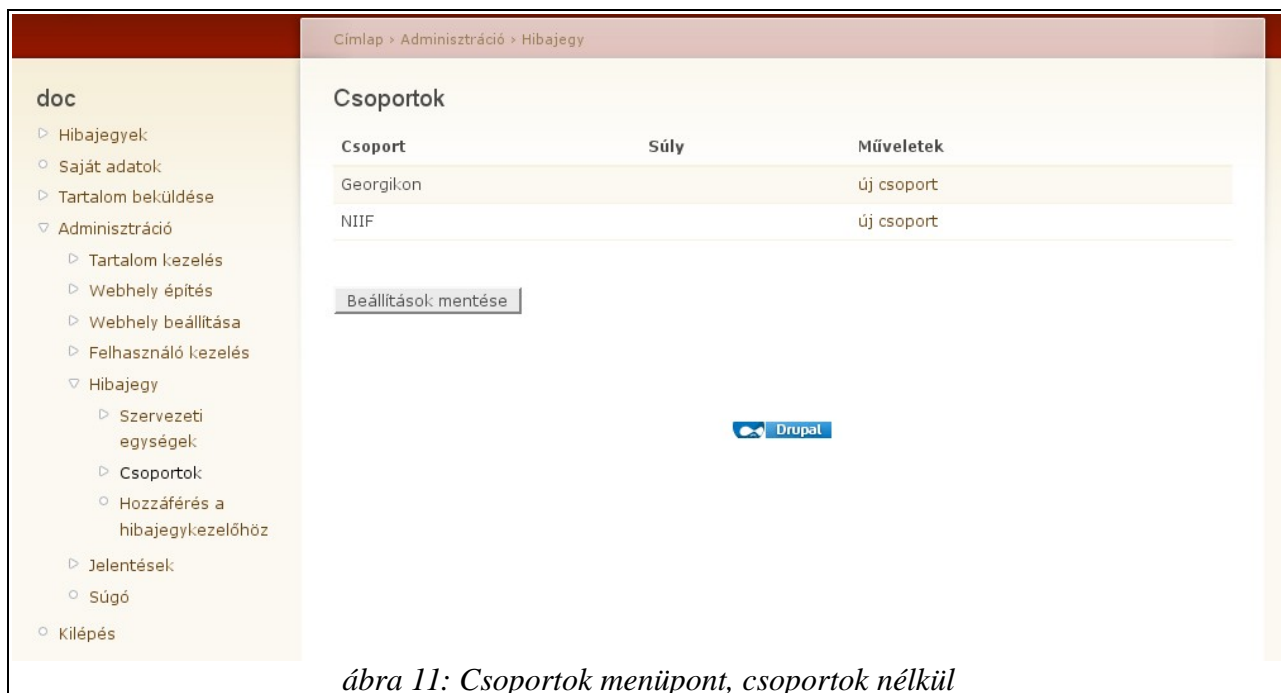 Címlap › Adminisztráció › Hibajegy
doc
Hibajegyek
Saját adatok
Tartalom beküldése
Adminisztráció
Tartalom kezelés
Webhely építés
Webhely beállítása
Felhasználó kezelés
Hibajegy
Szervezeti
egységek
Csoportok
Hozzáférés a
hibajegykezelőhöz
Jelentések
Súgó
Kilépés
Csoportok
Csoport Súly Műveletek
Georgikon új csoport
NIIF új csoport
Beállítások mentése
Drupal
ábra 11: Csoportok menüpont, csoportok nélkül